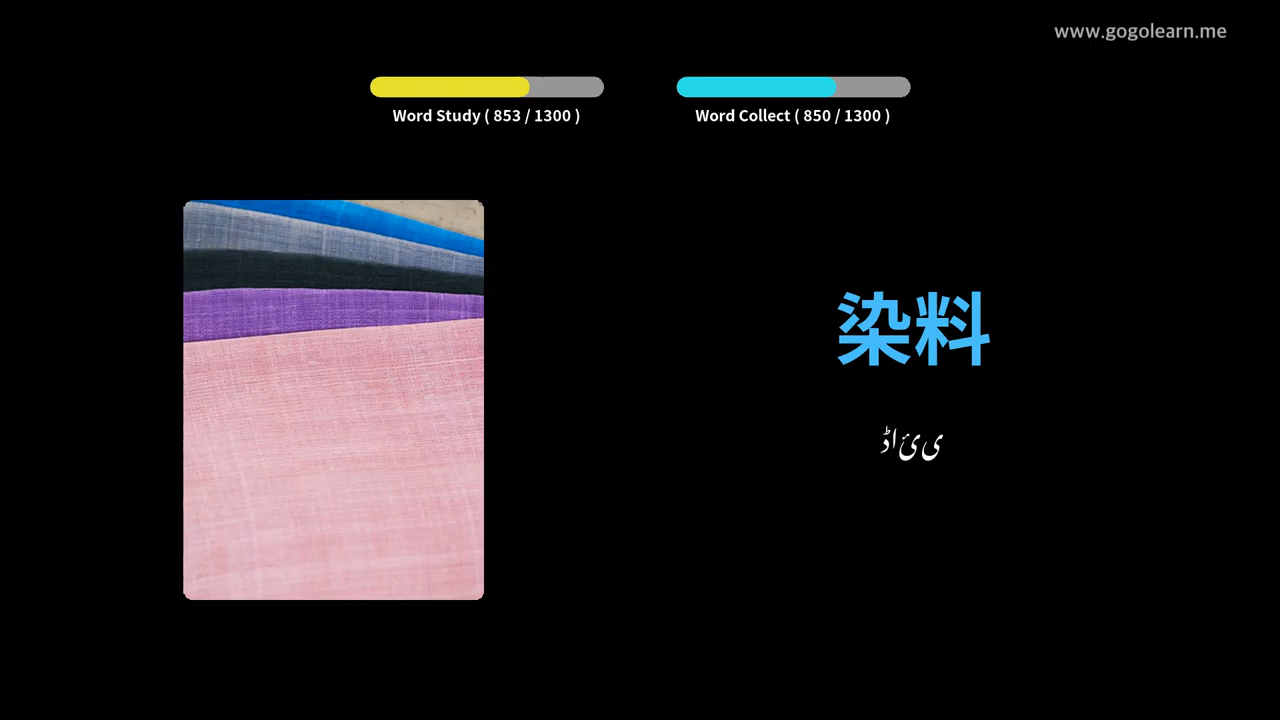 www.gogolearn.me
Word Study ( 853 / 1300 )
Word Collect ( 850 / 1300 )
染料
ڈائی